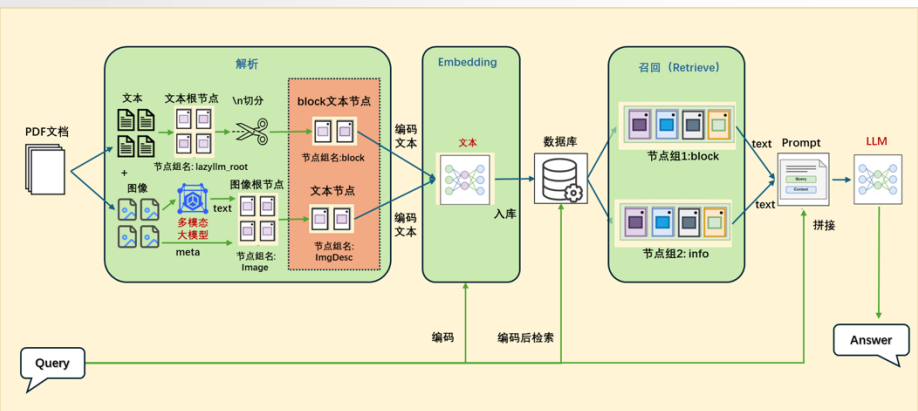 解析
Embedding
召回（Retrieve）
PDF文档
文本
文本根节点
\n切分
节点组名: lazyllm_root
+
图像
多模态
大模型
text
meta
图像根节点
节点组名:
Image
block文本节点
节点组名:block
文本节点
节点组名:
ImgDesc
编码
文本
编码
文本
文本
入库
数据库
节点组1:block
节点组2: info
text
text
Prompt
Query
Context
拼接
LLM
编码
编码后检索
Query
Answer